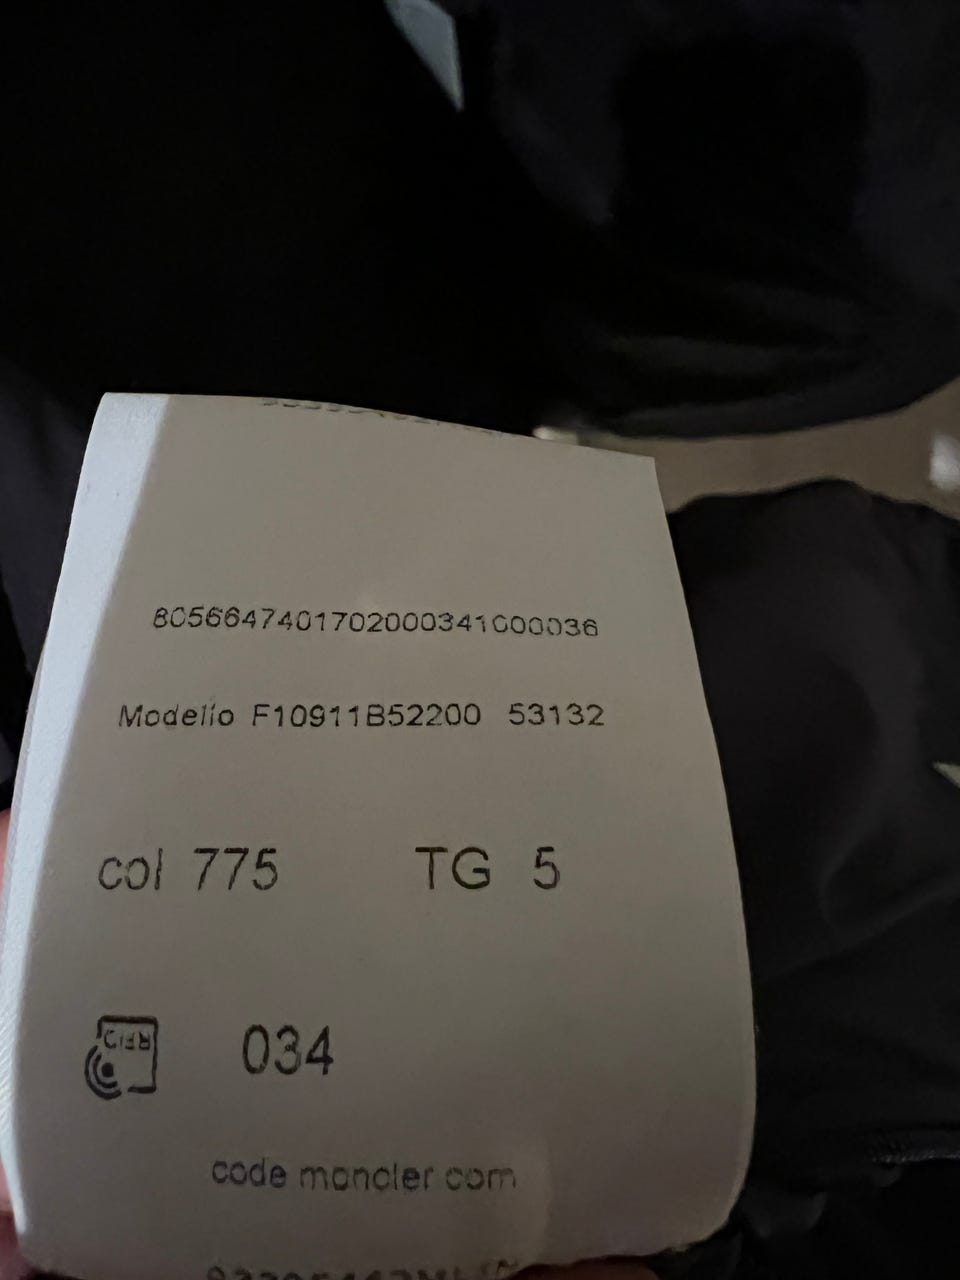 8056647401702000341000036
Modello F10911B52200 53132
col 775 TG 5
RFID 034
code moncler com